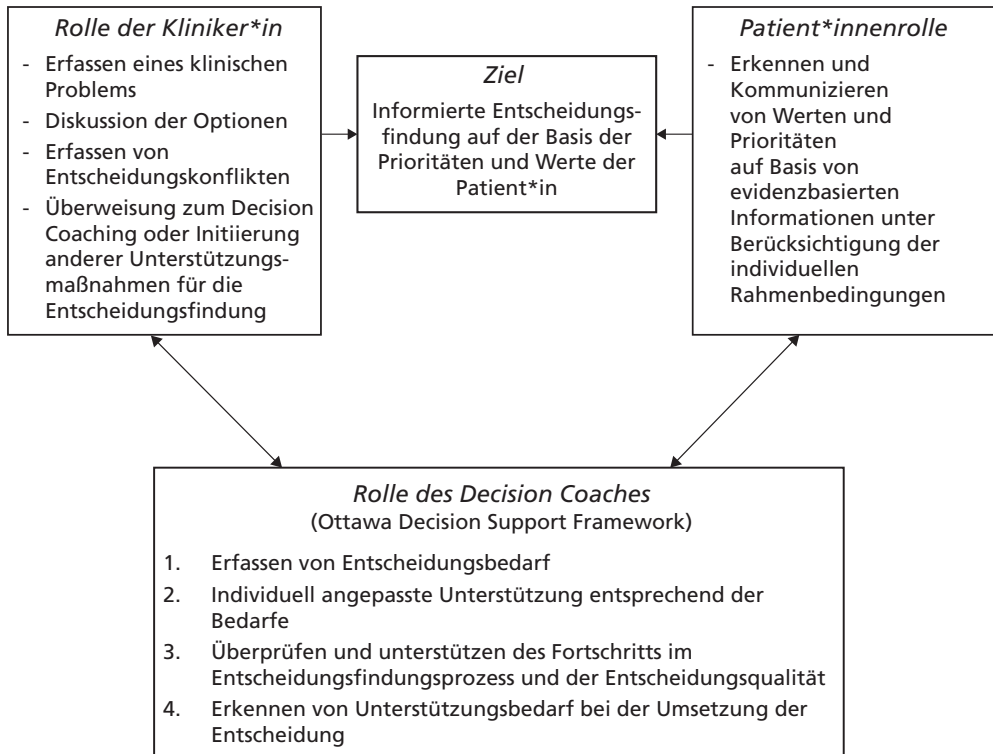 Rolle der Kliniker*in
- Erfassen eines klinischen
Problems
- Diskussion der Optionen
- Erfassen von
Entscheidungskonflikten
- Überweisung zum Decision
Coaching oder Initiierung
anderer Unterstützungs-
maßnahmen für die
Entscheidungsfindung
Ziel
Informierte Entscheidungs-
findung auf der Basis der
Prioritäten und Werte der
Patient*in
Patient*innenrolle
- Erkennen und
Kommunizieren
von Werten und
Prioritäten
auf Basis von
evidenzbasierten
Informationen unter
Berücksichtigung der
individuellen
Rahmenbedingungen
Rolle des Decision Coaches
(Ottawa Decision Support Framework)
1. Erfassen von Entscheidungsbedarf
2. Individuell angepasste Unterstützung entsprechend der
Bedarfe
3. Überprüfen und unterstützen des Fortschritts im
Entscheidungsfindungsprozess und der Entscheidungsqualität
4. Erkennen von Unterstützungsbedarf bei der Umsetzung der
Entscheidung